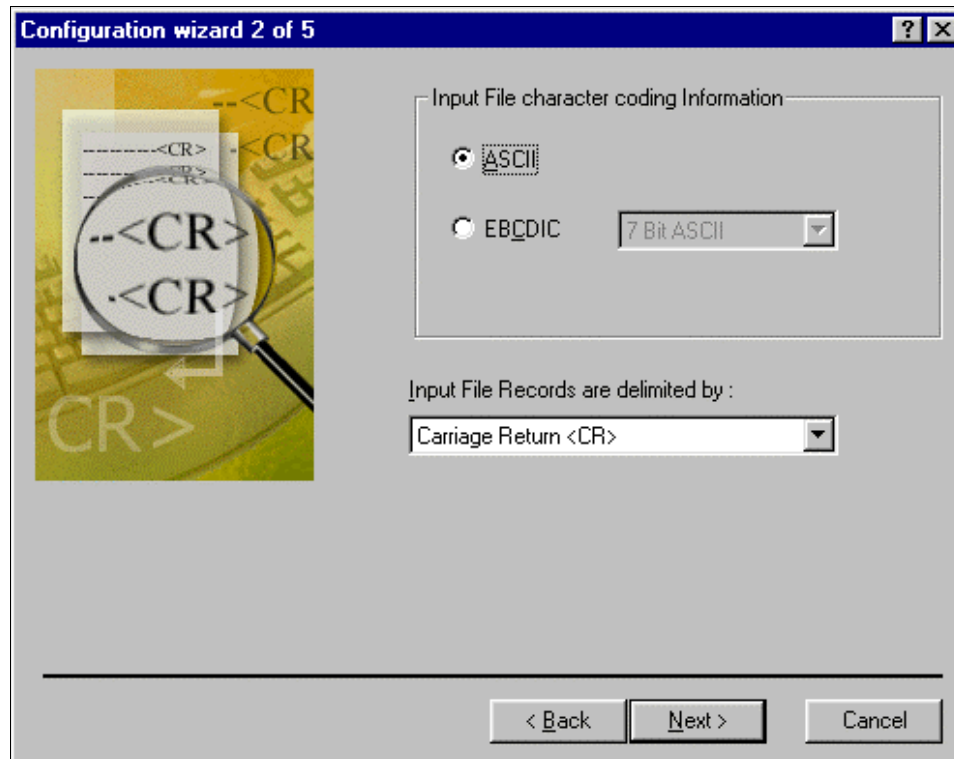 Configuration wizard 2 of 5
--<CR
-<CR
---------<CR>
<CR>
--<CR>
.<CR>
CR>
Input File character coding Information
ASCII
EBCDIC
7 Bit ASCII
Input File Records are delimited by :
Carriage Return <CR>
< Back
Next >
Cancel